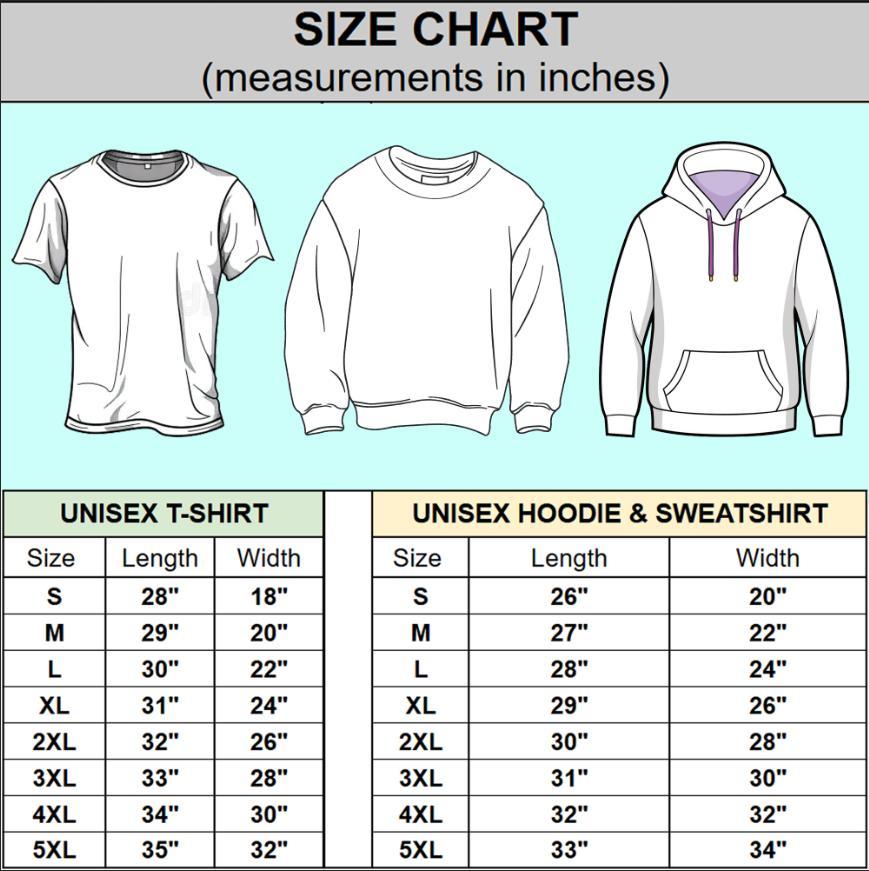 SIZE CHART
(measurements in inches)
UNISEX T-SHIRT
Size Length Width
S 28" 18"
M 29" 20"
L 30" 22"
XL 31" 24"
2XL 32" 26"
3XL 33" 28"
4XL 34" 30"
5XL 35" 32"
UNISEX HOODIE & SWEATSHIRT
Size Length Width
S 26" 20"
M 27" 22"
L 28" 24"
XL 29" 26"
2XL 30" 28"
3XL 31" 30"
4XL 32" 32"
5XL 33" 34"